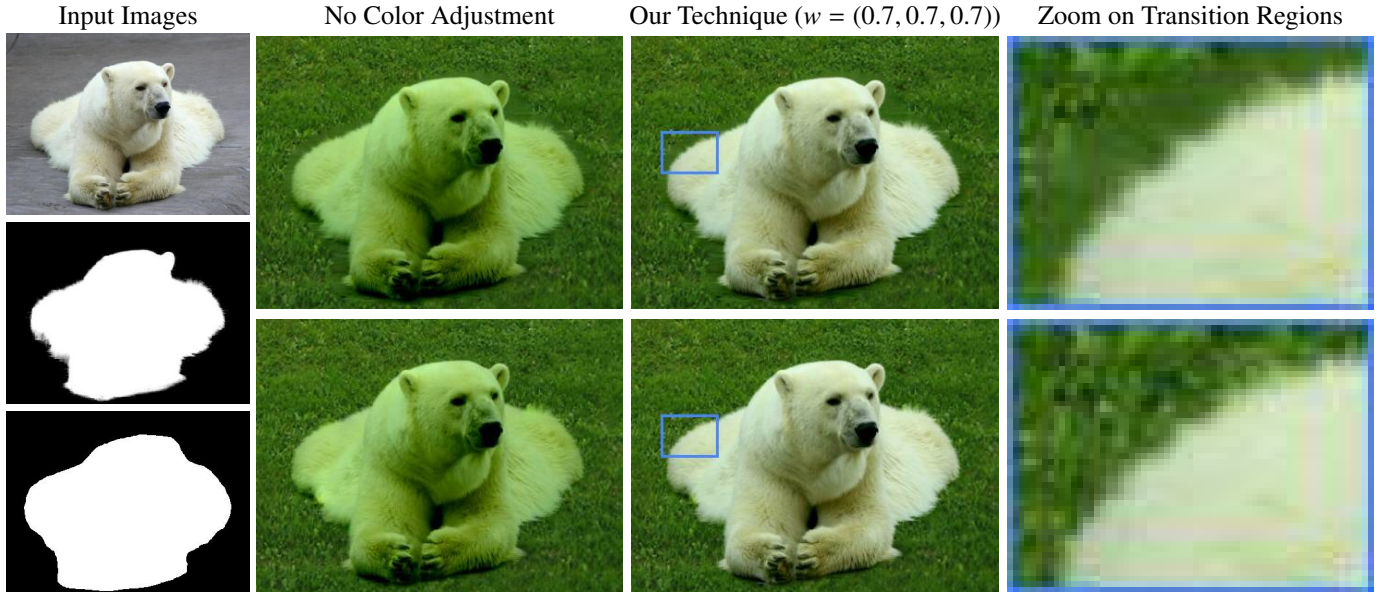 Input Images
No Color Adjustment
Our Technique (w = (0.7, 0.7, 0.7))
Zoom on Transition Regions